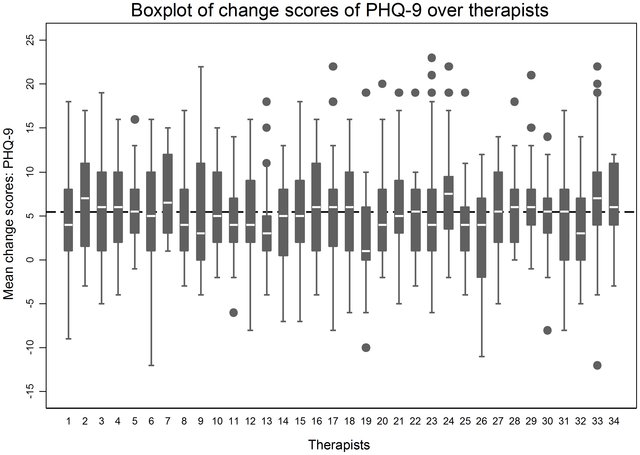 Boxplot of change scores of PHQ-9 over therapists
Mean change scores: PHQ-9
25
20
15
10
5
0
-5
-10
-15
1 2 3 4 5 6 7 8 9 10 11 12 13 14 15 16 17 18 19 20 21 22 23 24 25 26 27 28 29 30 31 32 33 34
Therapists